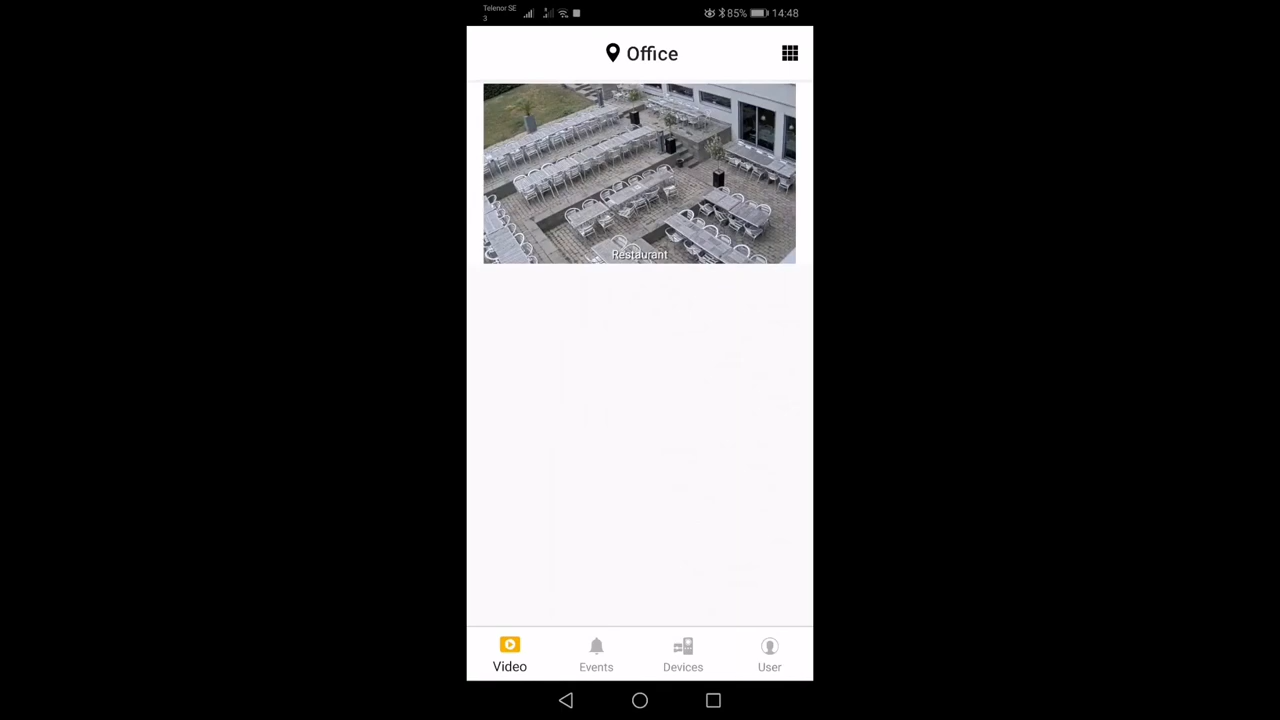 Telenor SE
3
85% 14:48
Office
Restaurant
Video Events Devices User